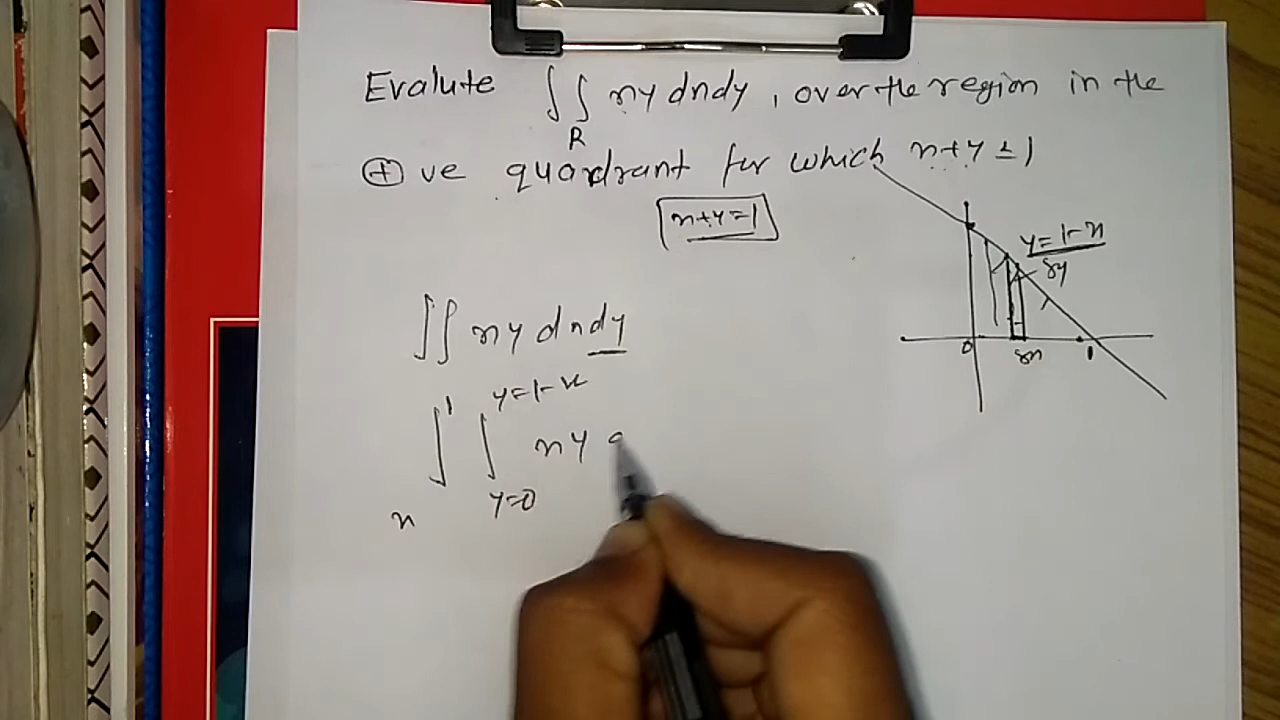 Evalute ∫∫ xy dxdy , over the region in the
R
⊕ ve quadrant for which x+y ≤ 1
x+y=1
y=1-x
δy
0 δx 1
∫∫ xy dxdy
1 y=1-x
∫ ∫ xy
x y=0